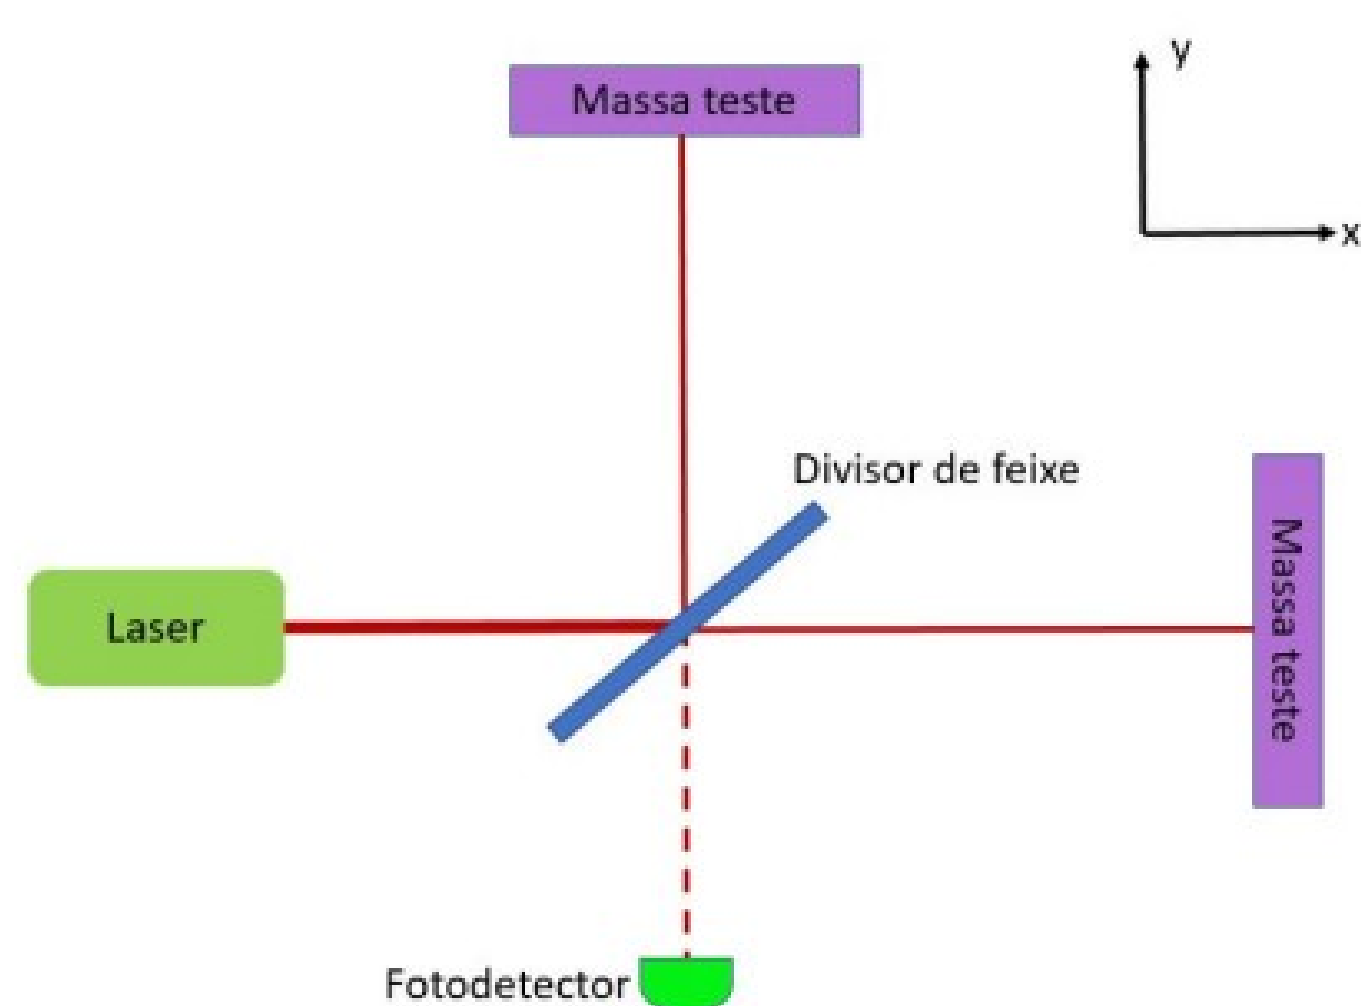 Massa teste
y
x
Divisor de feixe
Laser
Massa teste
Fotodetector